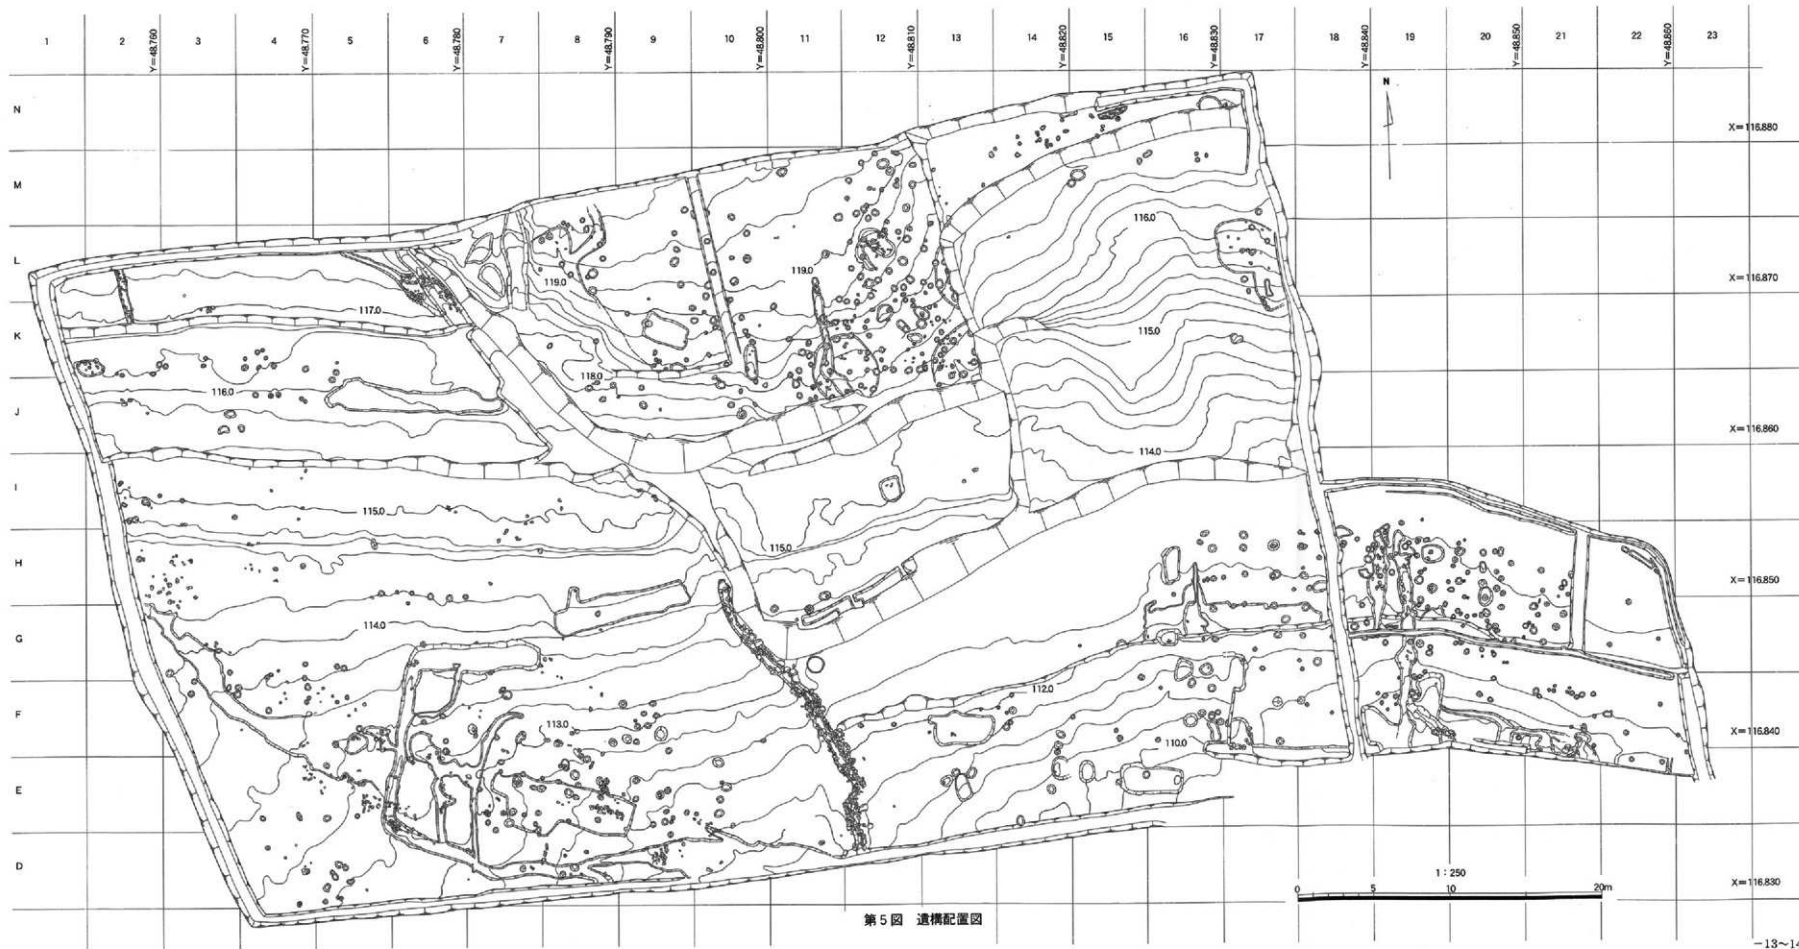 1 2 3 4 5 6 7 8 9 10 11 12 13 14 15 16 17 18 19 20 21 22 23
Y=48.760 Y=48.770 Y=48.780 Y=48.790 Y=48.800 Y=48.810 Y=48.820 Y=48.830 Y=48.840 Y=48.850 Y=48.860
N
N
X=116.880
M
116.0
L
119.0
119.0
X=116.870
117.0
K
115.0
118.0
J
116.0
X=116.860
114.0
I
115.0
115.0
H
X=116.850
G
114.0
112.0
F
113.0
110.0
X=116.840
E
D
1:250
0 5 10 20m
X=116.830
第5図 遺構配置図
-13~14